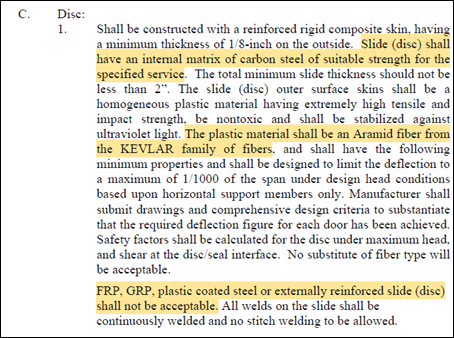 C. Disc:
1. Shall be constructed with a reinforced rigid composite skin, having
a minimum thickness of 1/8-inch on the outside. Slide (disc) shall
have an internal matrix of carbon steel of suitable strength for the
specified service. The total minimum slide thickness should not be
less than 2”. The slide (disc) outer surface skins shall be a
homogeneous plastic material having extremely high tensile and
impact strength, be nontoxic and shall be stabilized against
ultraviolet light. The plastic material shall be an Aramid fiber from
the KEVLAR family of fibers, and shall have the following
minimum properties and shall be designed to limit the deflection to
a maximum of 1/1000 of the span under design head conditions
based upon horizontal support members only. Manufacturer shall
submit drawings and comprehensive design criteria to substantiate
that the required deflection figure for each door has been achieved.
Safety factors shall be calculated for the disc under maximum head,
and shear at the disc/seal interface. No substitute of fiber type will
be acceptable.
FRP, GRP, plastic coated steel or externally reinforced slide (disc)
shall not be acceptable. All welds on the slide shall be
continuously welded and no stitch welding to be allowed.